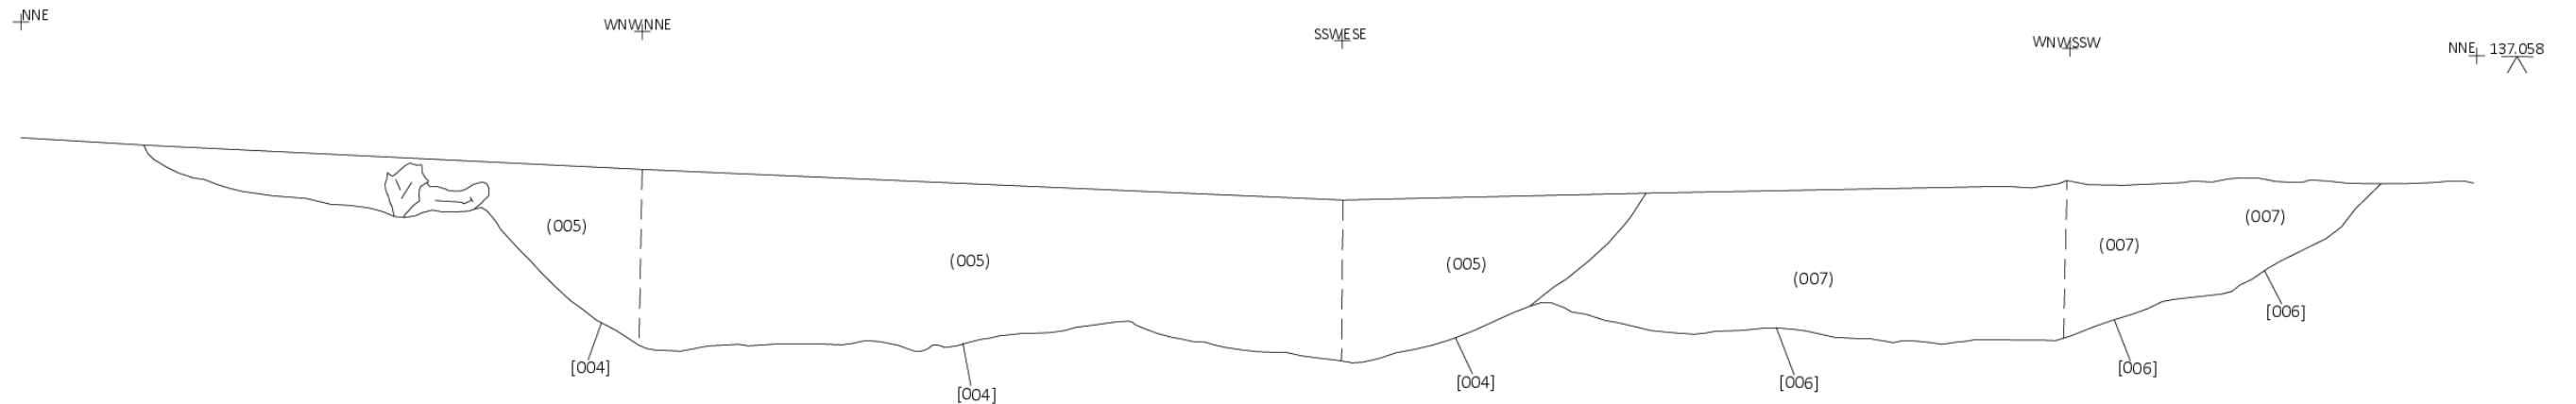 NNE
WNW NNE
SSW ESE
WNW SSW
NNE 137.058
(005)
(005)
(005)
(007)
(007)
(007)
[004]
[004]
[004]
[006]
[006]
[006]